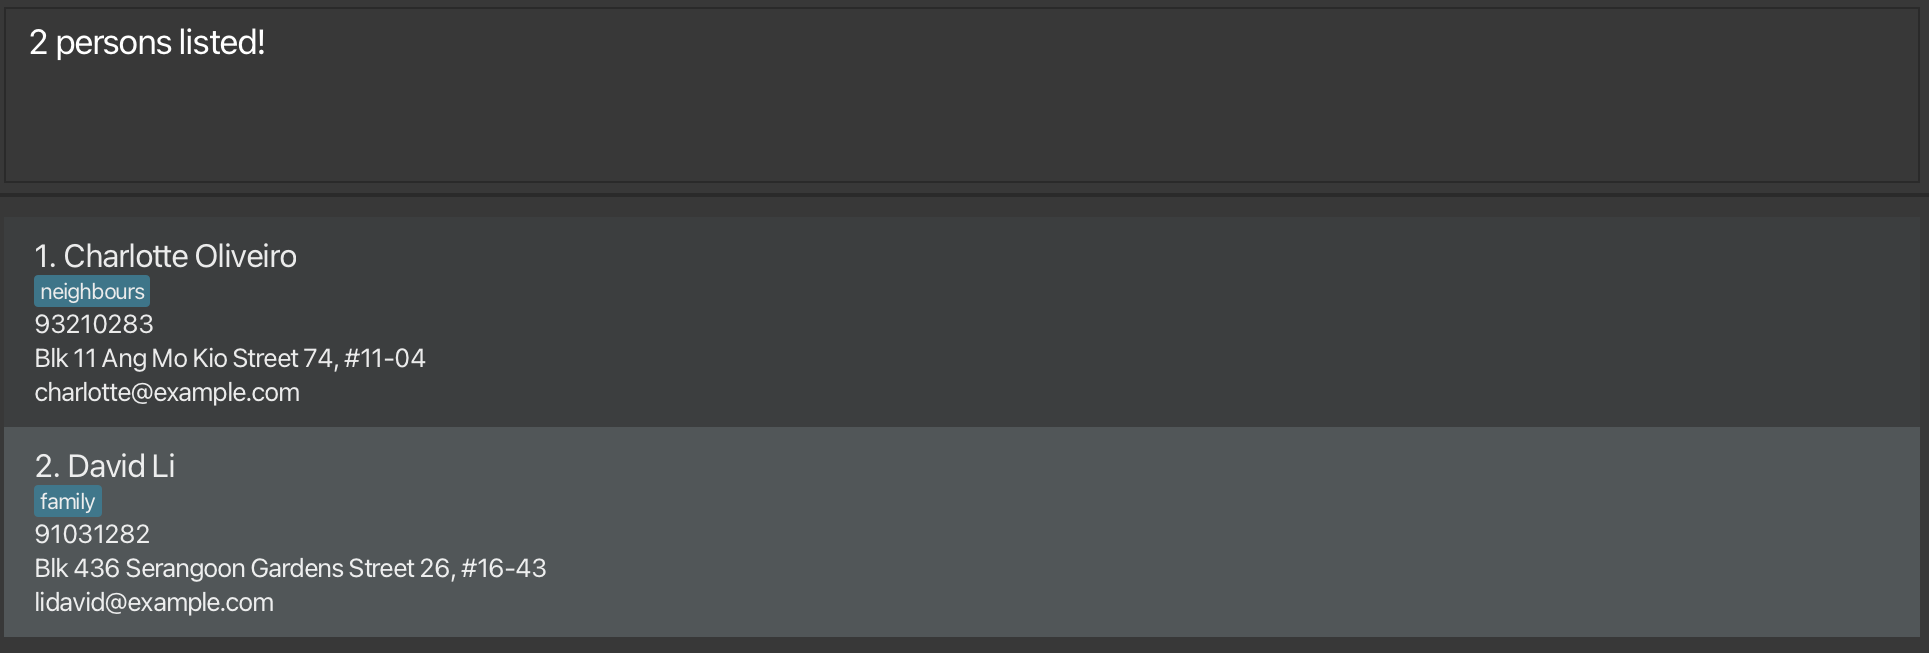 2 persons listed!
1. Charlotte Oliveiro
neighbours
93210283
Blk 11 Ang Mo Kio Street 74, #11-04
charlotte@example.com
2. David Li
family
91031282
Blk 436 Serangoon Gardens Street 26, #16-43
lidavid@example.com